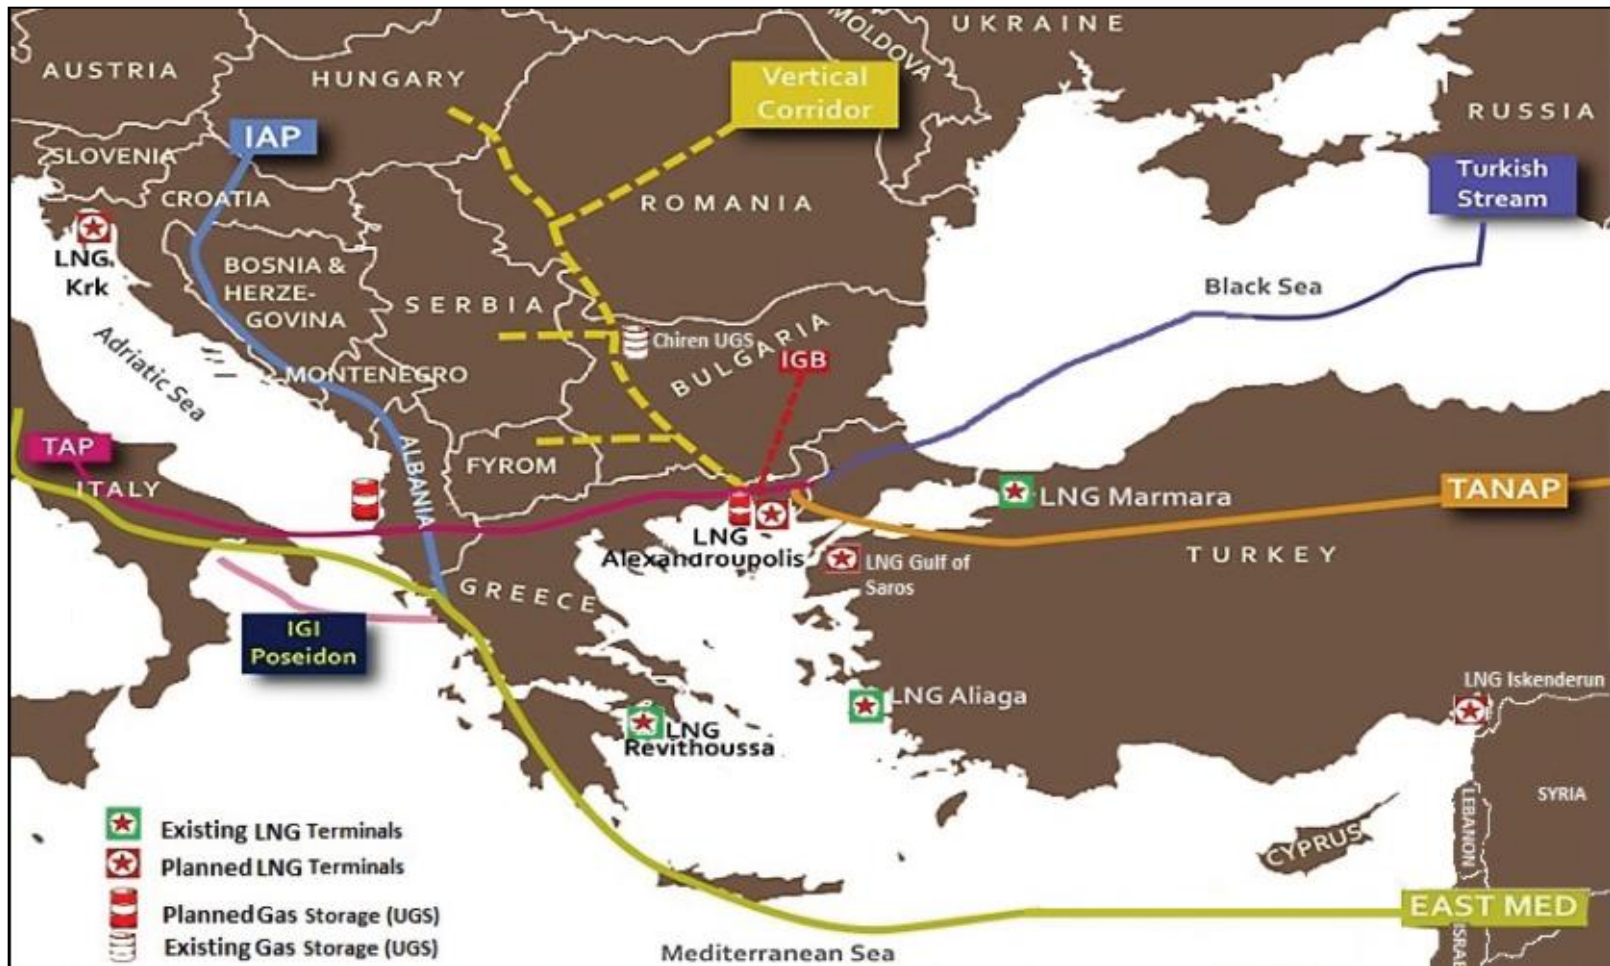 UKRAINE
MOLDOVA
AUSTRIA
HUNGARY
Vertical
Corridor
RUSSIA
IAP
SLOVENIA
Turkish
Stream
CROATIA
ROMANIA
LNG
Krk
BOSNIA &
HERZE-
GOVINA
SERBIA
Black Sea
Adriatic Sea
Chiren UGS
BULGARIA
IGB
MONTENEGRO
TAP
ITALY
ALBANIA
FYROM
LNG Marmara
TANAP
LNG
Alexandroupolis
LNG Gulf of
Saros
TURKEY
GREECE
IGI
Poseidon
LNG Iskenderun
LNG Aliaga
LNG
Revithoussa
SYRIA
LEBANON
CYPRUS
Existing LNG Terminals
Planned LNG Terminals
Planned Gas Storage (UGS)
Existing Gas Storage (UGS)
EAST MED
Mediterranean Sea